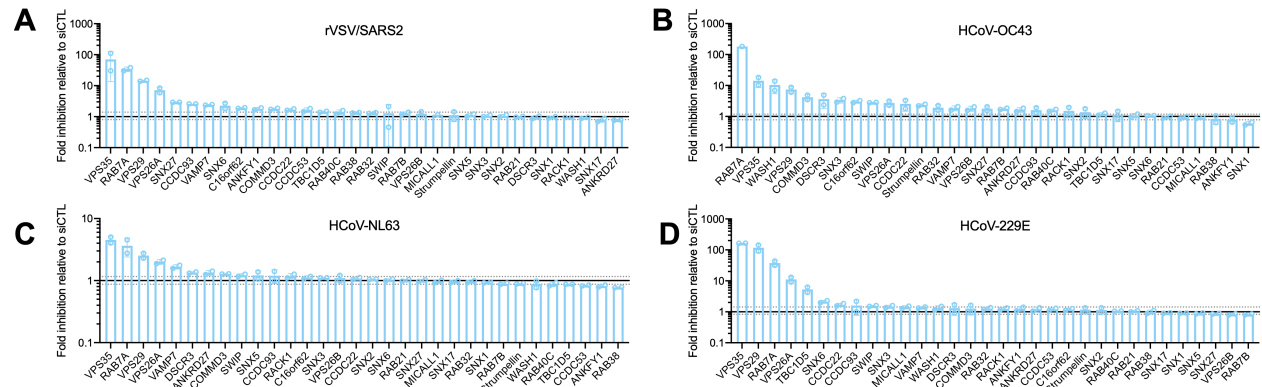 A
rVSV/SARS2
Fold inhibition relative to siCTL
1000
100
10
1
0.1
VPS35
RAB7A
VPS29
VPS26A
SNX27
CCDC93
VAMP7
SNX6
C16orf62
ANKFY1
COMMD3
CCDC22
CCDC53
TBC1D5
RAB40C
RAB38
RAB32
SWIP
RAB7B
VPS26B
MICALL1
Strumpellin
SNX5
SNX3
SNX2
RAB21
DSCR3
SNX1
RACK1
WASH1
SNX17
ANKRD27
B
HCoV-OC43
Fold inhibition relative to siCTL
1000
100
10
1
0.1
RAB7A
VPS35
WASH1
VPS29
COMMD3
DSCR3
SNX3
C16orf62
SWIP
VPS26A
CCDC22
Strumpellin
RAB32
VAMP7
VPS26B
SNX27
RAB7B
ANKRD27
CCDC93
RAB40C
RACK1
SNX2
TBC1D5
SNX17
SNX5
SNX6
RAB21
CCDC53
MICALL1
RAB38
ANKFY1
SNX1
C
HCoV-NL63
Fold inhibition relative to siCTL
10
1
0.1
VPS35
RAB7A
VPS29
VPS26A
VAMP7
DSCR3
ANKRD27
COMMD3
SWIP
SNX5
CCDC93
RACK1
C16orf62
SNX3
VPS26B
CCDC22
SNX2
SNX6
RAB21
SNX27
MICALL1
SNX17
RAB32
SNX1
RAB7B
Strumpellin
WASH1
RAB40C
TBC1D5
CCDC53
ANKFY1
RAB38
D
HCoV-229E
Fold inhibition relative to siCTL
1000
100
10
1
0.1
VPS35
VPS29
RAB7A
VPS26A
TBC1D5
SNX6
CCDC22
CCDC93
SWIP
SNX3
MICALL1
VAMP7
WASH1
DSCR3
COMMD3
RAB32
RACK1
ANKFY1
ANKRD27
CCDC53
C16orf62
Strumpellin
SNX2
RAB40C
RAB21
RAB38
SNX17
SNX1
SNX5
SNX27
VPS26B
RAB7B